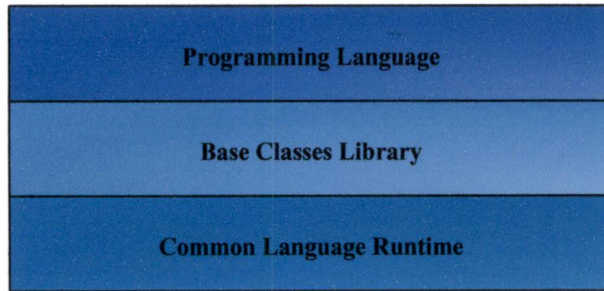 Programming Language
Base Classes Library
Common Language Runtime